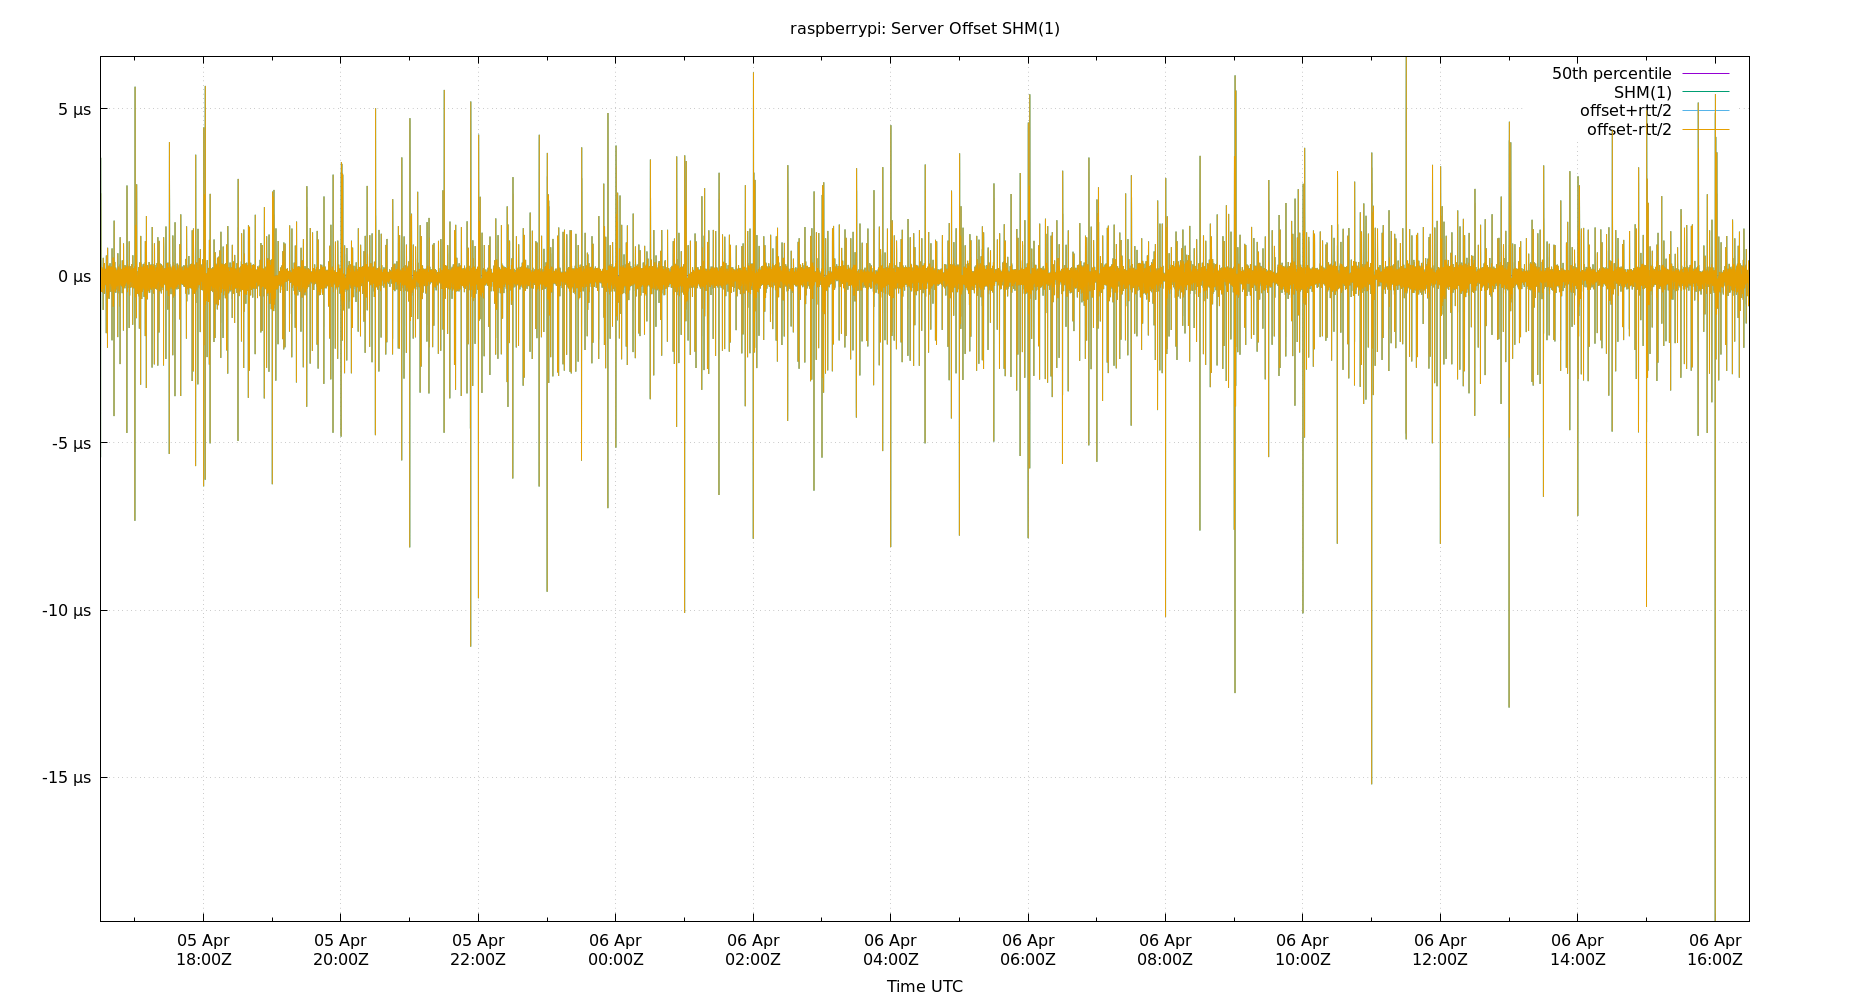 raspberrypi: Server Offset SHM(1)
50th percentile
SHM(1)
offset+rtt/2
offset-rtt/2
5 µs
0 µs
-5 µs
-10 µs
-15 µs
05 Apr 05 Apr 05 Apr 06 Apr 06 Apr 06 Apr 06 Apr 06 Apr 06 Apr 06 Apr 06 Apr 06 Apr
18:00Z 20:00Z 22:00Z 00:00Z 02:00Z 04:00Z 06:00Z 08:00Z 10:00Z 12:00Z 14:00Z 16:00Z
Time UTC